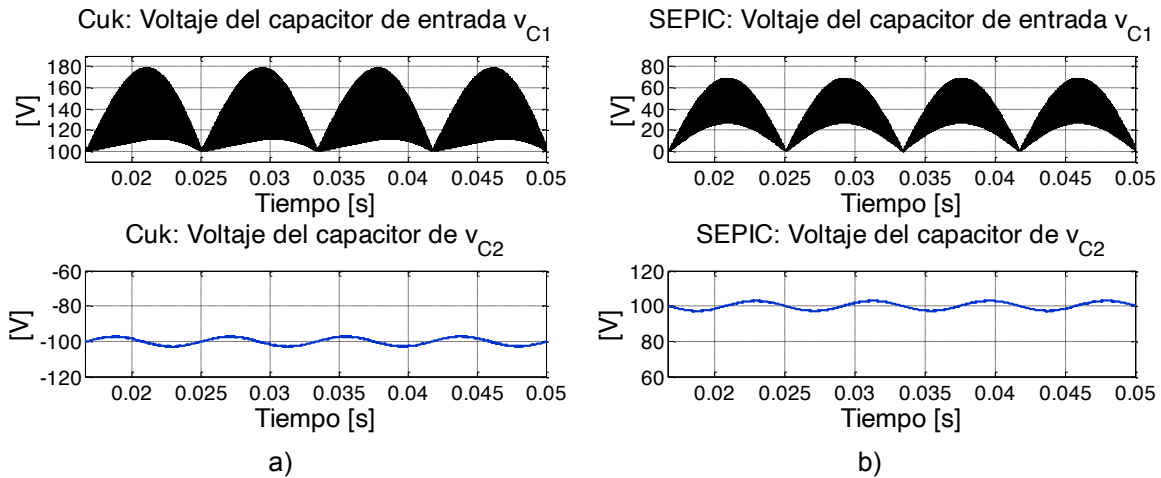 Cuk: Voltaje del capacitor de entrada v_C1
[V]
180
160
140
120
100
0.02 0.025 0.03 0.035 0.04 0.045 0.05
Tiempo [s]
Cuk: Voltaje del capacitor de v_C2
[V]
-60
-80
-100
-120
0.02 0.025 0.03 0.035 0.04 0.045 0.05
Tiempo [s]
a)
SEPIC: Voltaje del capacitor de entrada v_C1
[V]
80
60
40
20
0
0.02 0.025 0.03 0.035 0.04 0.045 0.05
Tiempo [s]
SEPIC: Voltaje del capacitor de v_C2
[V]
120
100
80
60
0.02 0.025 0.03 0.035 0.04 0.045 0.05
Tiempo [s]
b)